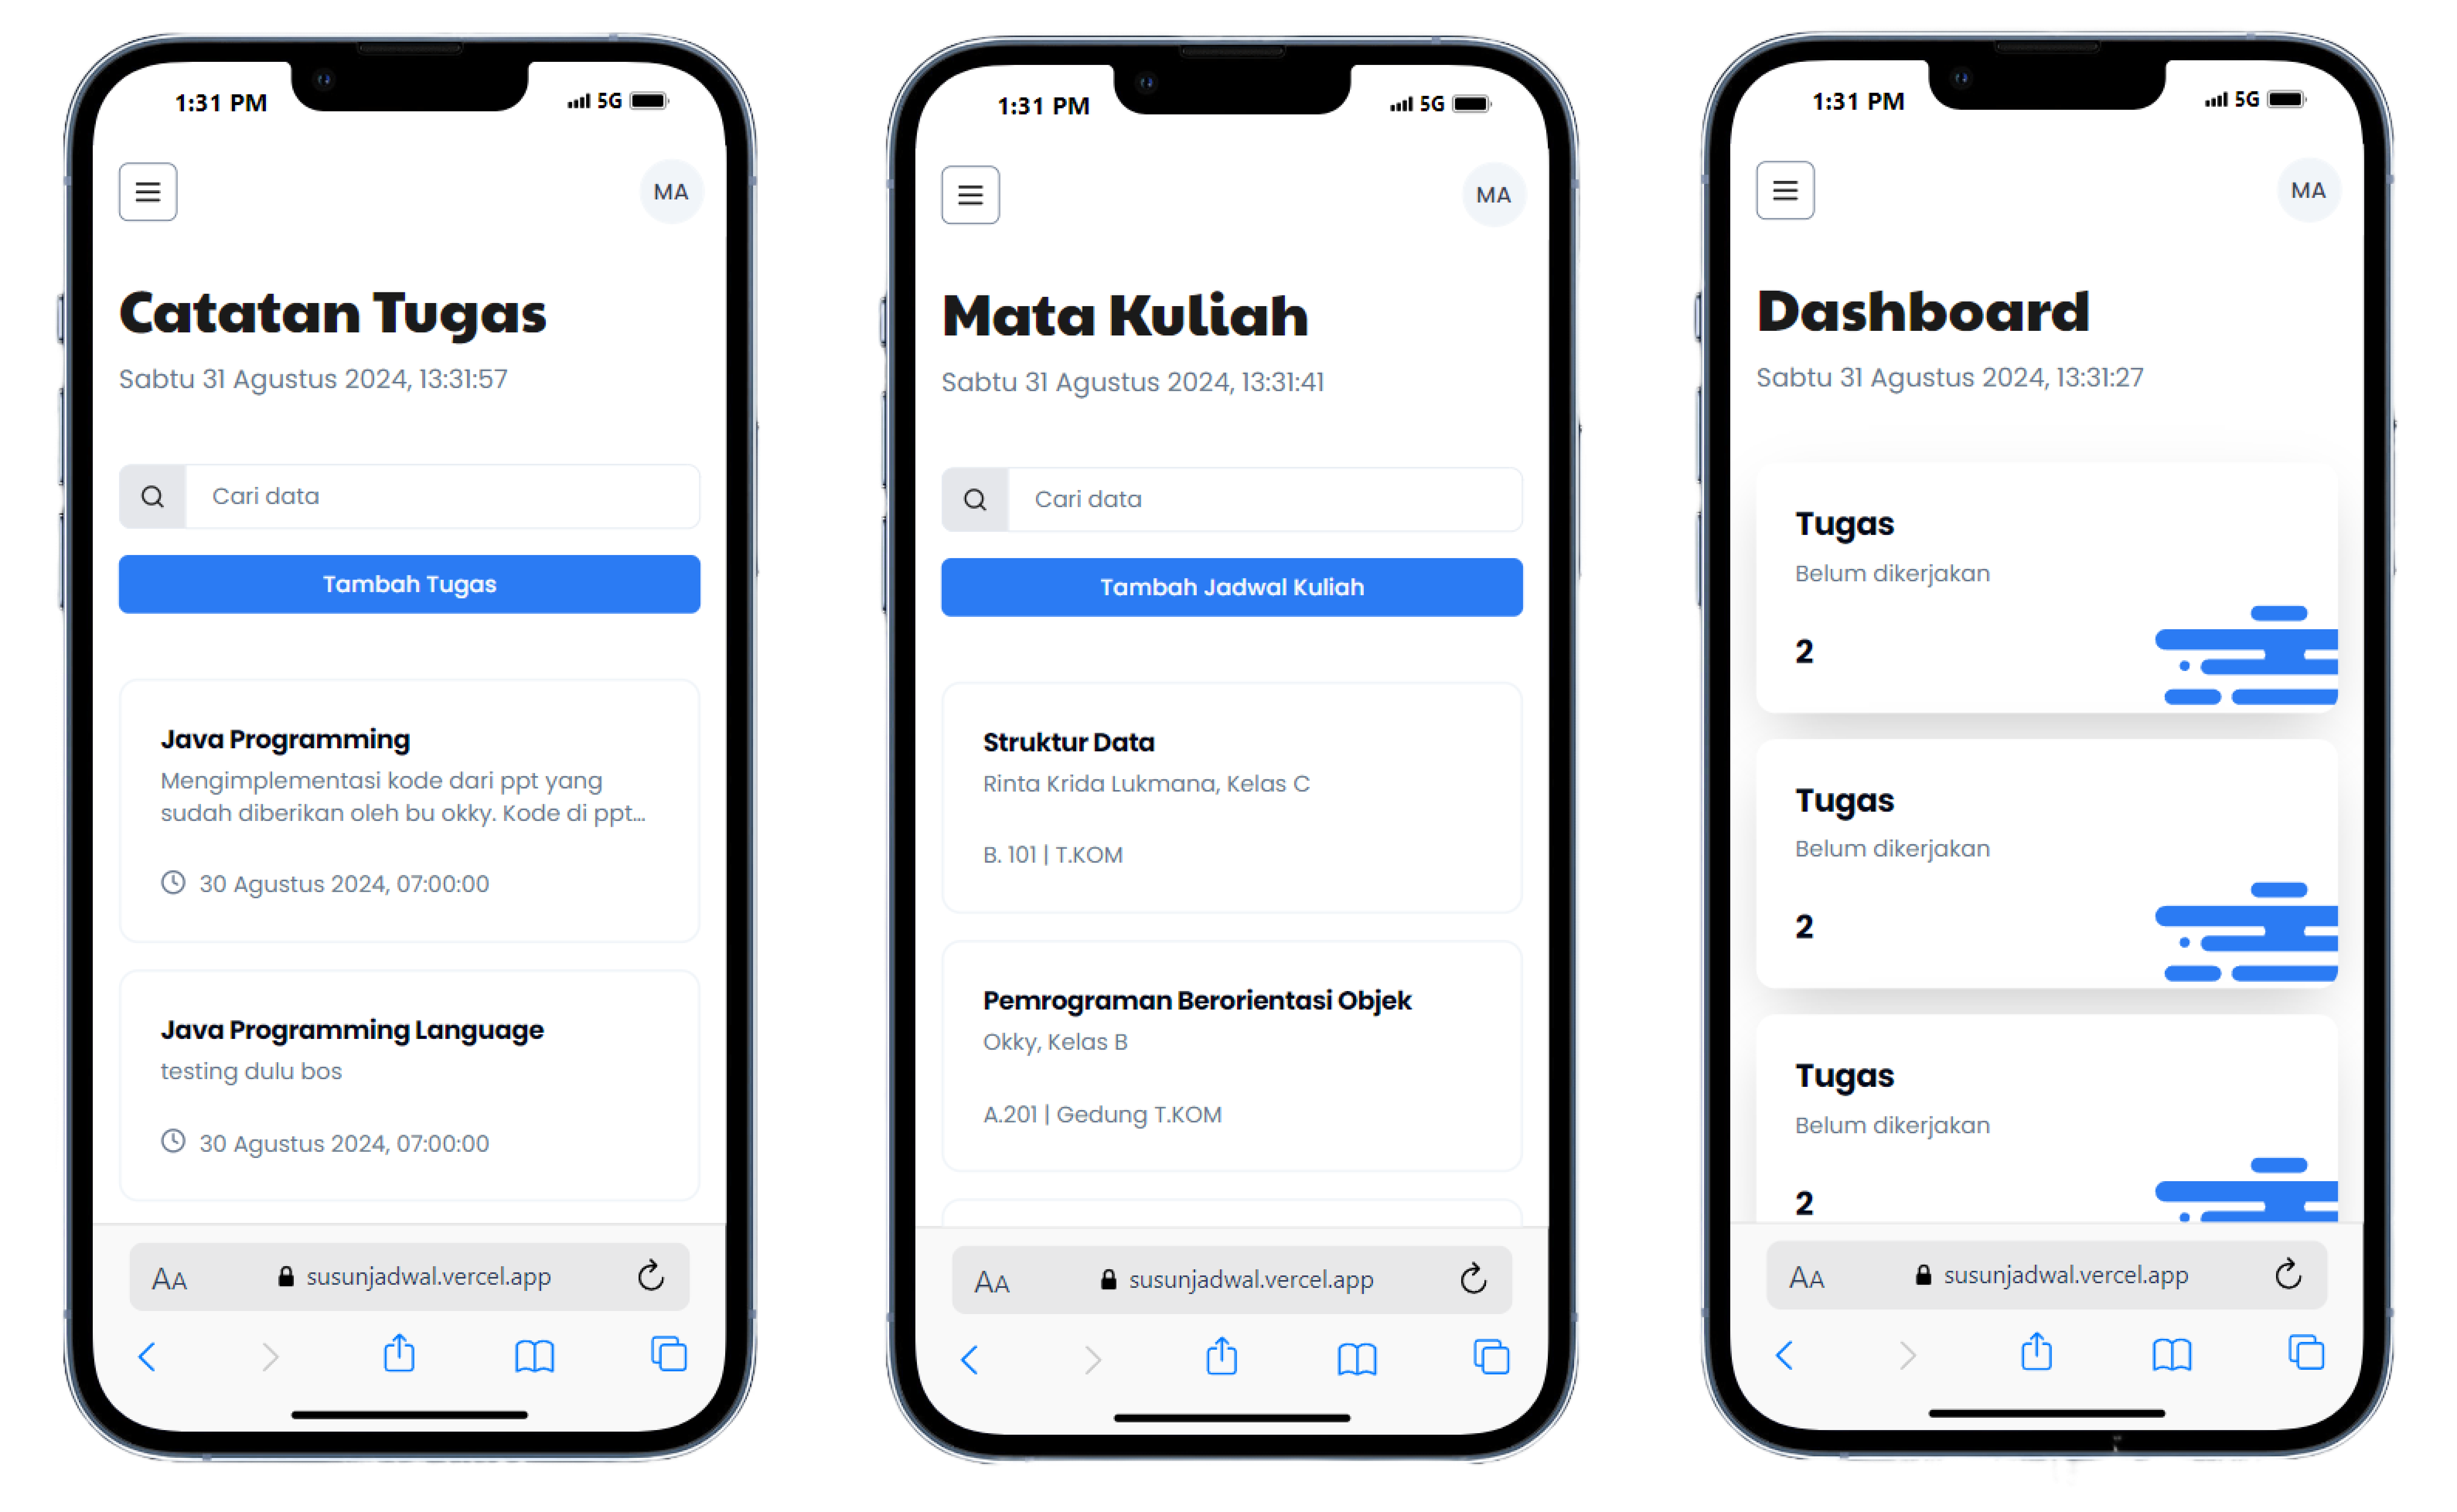 1:31 PM
5G
MA
Catatan Tugas
Sabtu 31 Agustus 2024, 13:31:57
Cari data
Tambah Tugas
Java Programming
Mengimplementasi kode dari ppt yang
sudah diberikan oleh bu okky. Kode di ppt...
30 Agustus 2024, 07:00:00
Java Programming Language
testing dulu bos
30 Agustus 2024, 07:00:00
AA
susunjadwal.vercel.app
1:31 PM
5G
MA
Mata Kuliah
Sabtu 31 Agustus 2024, 13:31:41
Cari data
Tambah Jadwal Kuliah
Struktur Data
Rinta Krida Lukmana, Kelas C
B. 101 | T.KOM
Pemrograman Berorientasi Objek
Okky, Kelas B
A.201 | Gedung T.KOM
AA
susunjadwal.vercel.app
1:31 PM
5G
MA
Dashboard
Sabtu 31 Agustus 2024, 13:31:27
Tugas
Belum dikerjakan
2
Tugas
Belum dikerjakan
2
Tugas
Belum dikerjakan
2
AA
susunjadwal.vercel.app